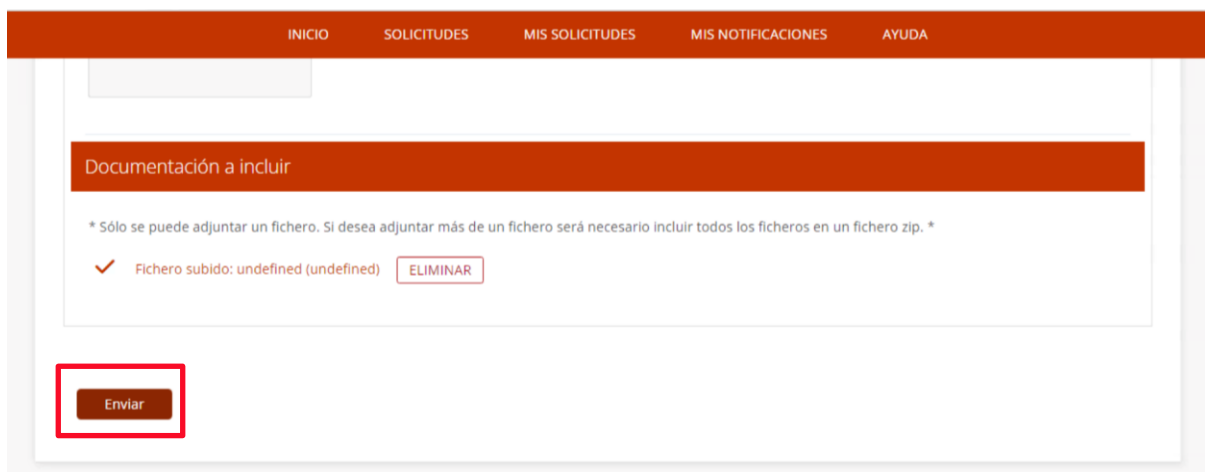 INICIO SOLICITUDES MIS SOLICITUDES MIS NOTIFICACIONES AYUDA
Documentación a incluir
* Sólo se puede adjuntar un fichero. Si desea adjuntar más de un fichero será necesario incluir todos los ficheros en un fichero zip. *
Fichero subido: undefined (undefined) ELIMINAR
Enviar